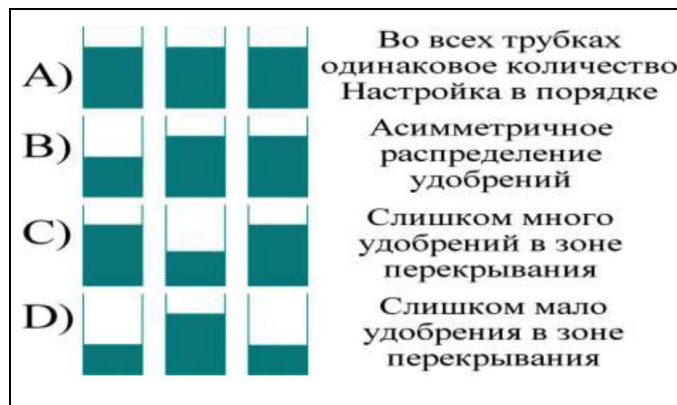 A)
Во всех трубках
одинаковое количество
Настройка в порядке
B)
Асимметричное
распределение
удобрений
C)
Слишком много
удобрений в зоне
перекрывания
D)
Слишком мало
удобрения в зоне
перекрывания